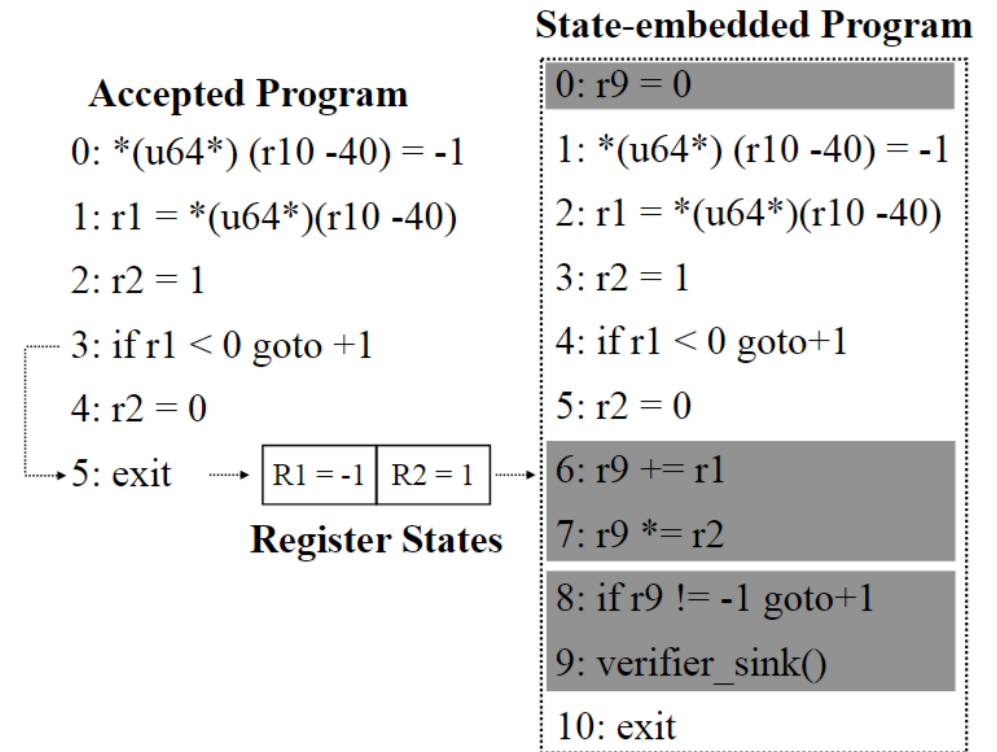 Accepted Program
0: *(u64*) (r10 -40) = -1
1: r1 = *(u64*)(r10 -40)
2: r2 = 1
3: if r1 < 0 goto +1
4: r2 = 0
5: exit
R1 = -1 R2 = 1
Register States
State-embedded Program
0: r9 = 0
1: *(u64*) (r10 -40) = -1
2: r1 = *(u64*)(r10 -40)
3: r2 = 1
4: if r1 < 0 goto+1
5: r2 = 0
6: r9 += r1
7: r9 *= r2
8: if r9 != -1 goto+1
9: verifier_sink()
10: exit